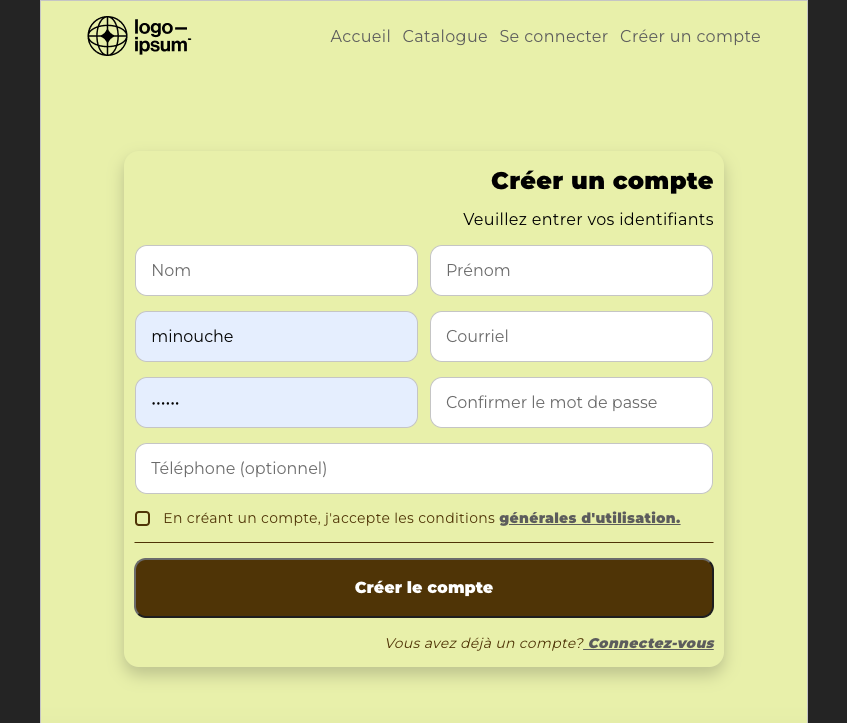 logo—
ipsum
Accueil Catalogue Se connecter Créer un compte
Créer un compte
Veuillez entrer vos identifiants
Nom Prénom
minouche Courriel
•••••• Confirmer le mot de passe
Téléphone (optionnel)
En créant un compte, j'accepte les conditions générales d'utilisation.
Créer le compte
Vous avez déjà un compte? Connectez-vous